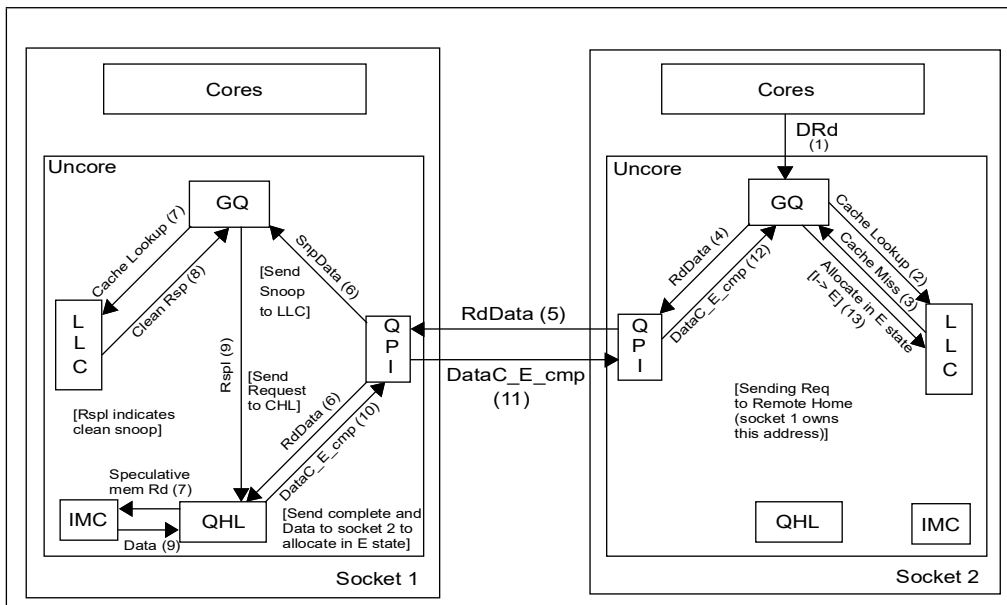 Cores
Uncore
GQ
Cache Lookup (7)
Clean Rsp (8)
SnpData (6)
[Send
Snoop
to LLC]
L
L
C
Q
P
I
RspI (9)
[Send
Request
to CHL]
[RspI indicates
clean snoop]
RdData (6)
DataC_E_cmp (10)
Speculative
mem Rd (7)
IMC
QHL
Data (9)
[Send complete and
Data to socket 2 to
allocate in E state]
Socket 1
RdData (5)
DataC_E_cmp
(11)
Cores
DRd
(1)
Uncore
GQ
RdData (4)
DataC_E_cmp (12)
Cache Lookup (2)
Cache Miss (3)
Allocate in E state
[I-> E] (13)
Q
P
I
L
L
C
[Sending Req
to Remote Home
(socket 1 owns
this address)]
QHL
IMC
Socket 2